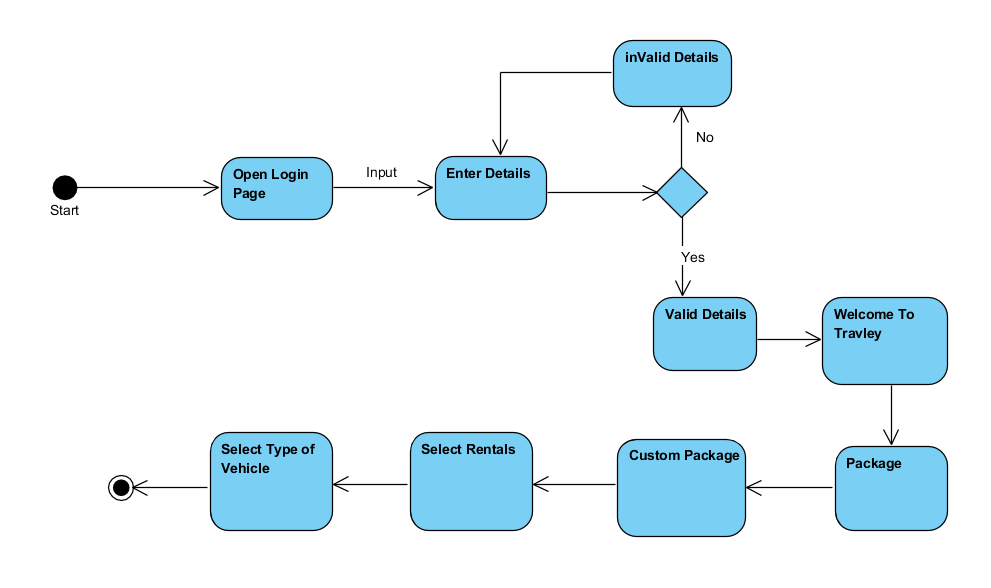 inValid Details
No
Open Login
Page
Input
Enter Details
Start
Yes
Valid Details
Welcome To
Travley
Select Type of
Vehicle
Select Rentals
Custom Package
Package